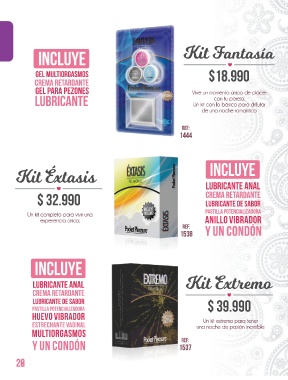 INCLUYE
GEL MULTIORGASMOS
CREMA RETARDANTE
GEL PARA PEZONES
LUBRICANTE
Kit Fantasía
$18.990
Vive un momento único de placer
con tu pareja.
Un kit con lo básico para disfrutar
de una noche romántica
REF:
1444
Kit Éxtasis
$ 32.990
Un kit completo para vivir una
experiencia única.
ÉXTASIS
Pocket Pleasure
REF:
1538
INCLUYE
LUBRICANTE ANAL
CREMA RETARDANTE
LUBRICANTE DE SABOR
PASTILLA POTENCIALIZADORA
ANILLO VIBRADOR
Y UN CONDÓN
INCLUYE
LUBRICANTE ANAL
CREMA RETARDANTE
LUBRICANTE DE SABOR
PASTILLA POTENCIALIZADORA
HUEVO VIBRADOR
ESTRECHANTE VAGINAL
MULTIORGASMOS
Y UN CONDÓN
EXTREMO
Pocket Pleasure
REF:
1537
Kit Extremo
$ 39.990
Un kit extremo para tener
una noche de pasión increíble
28